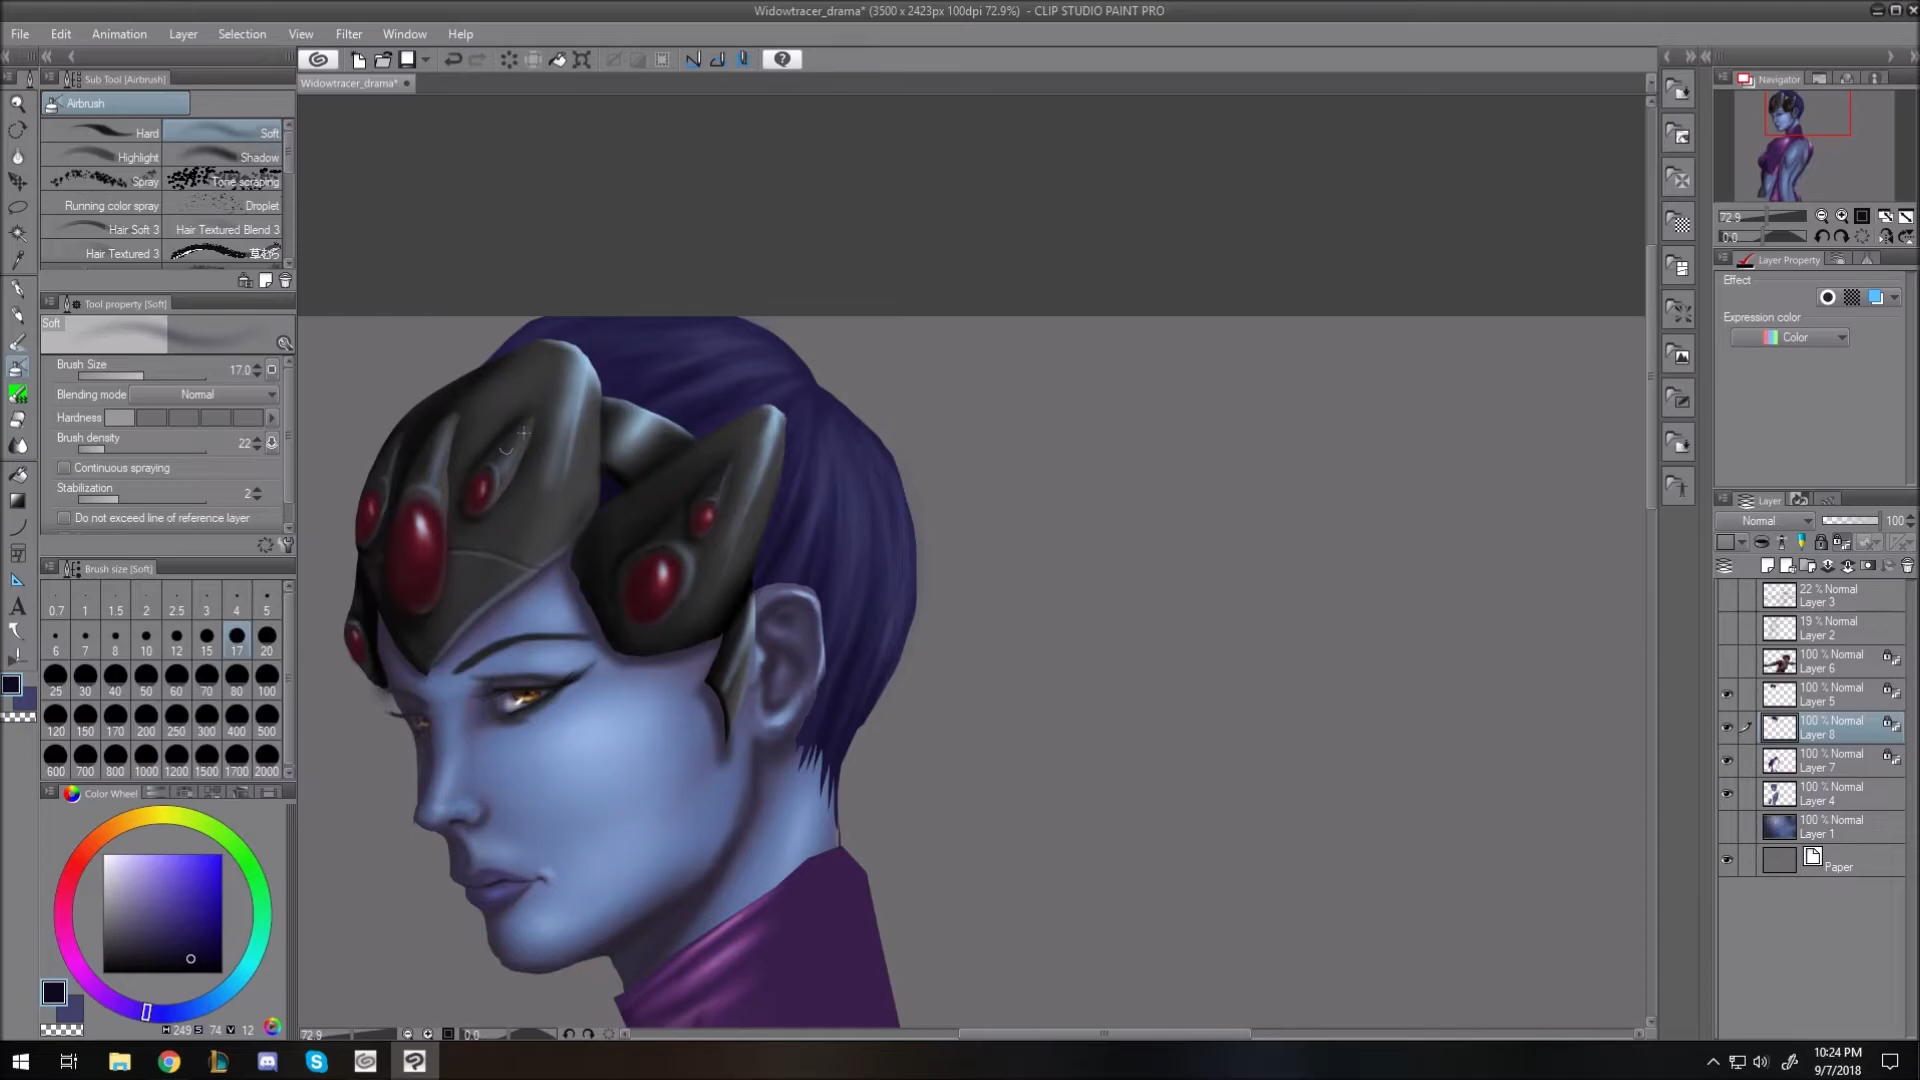 Widowtracer_drama* (3500 x 2423px 100dpi 72.9%) - CLIP STUDIO PAINT PRO
File Edit Animation Layer Selection View Filter Window Help
Sub Tool [Airbrush]
Airbrush
Hard Soft
Highlight Shadow
Spray Tone scraping
Running color spray Droplet
Hair Soft 3 Hair Textured Blend 3
Hair Textured 3
Tool property [Soft]
Soft
Brush Size 17.0
Blending mode Normal
Hardness
Brush density 22
Continuous spraying
Stabilization 2
Do not exceed line of reference layer
Brush size [Soft]
0.7 1 1.5 2 2.5 3 4 5
6 7 8 10 12 15 17 20
25 30 40 50 60 70 80 100
120 150 170 200 250 300 400 500
600 700 800 1000 1200 1500 1700 2000
Color Wheel
H 249 S 74 V 12
Widowtracer_drama*
72.9 0.0
Navigator
72.9
0.0
Layer Property
Effect
Expression color
Color
Layer
Normal 100
22 % Normal
Layer 3
19 % Normal
Layer 2
100 % Normal
Layer 6
100 % Normal
Layer 5
100 % Normal
Layer 8
100 % Normal
Layer 7
100 % Normal
Layer 4
100 % Normal
Layer 1
Paper
10:24 PM
9/7/2018